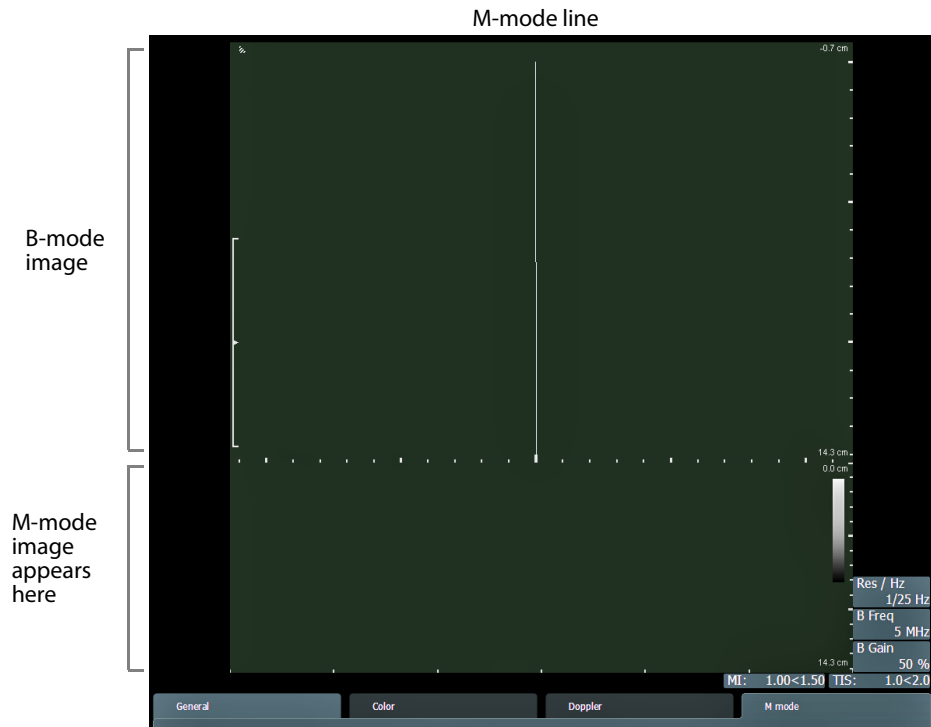 M-mode line
-0.7 cm
B-mode
image
14.3 cm
0.0 cm
M-mode
image
appears
here
Res / Hz
1/25 Hz
B Freq
5 MHz
B Gain
50 %
14.3 cm
MI: 1.00<1.50 TIS: 1.0<2.0
General Color Doppler M mode